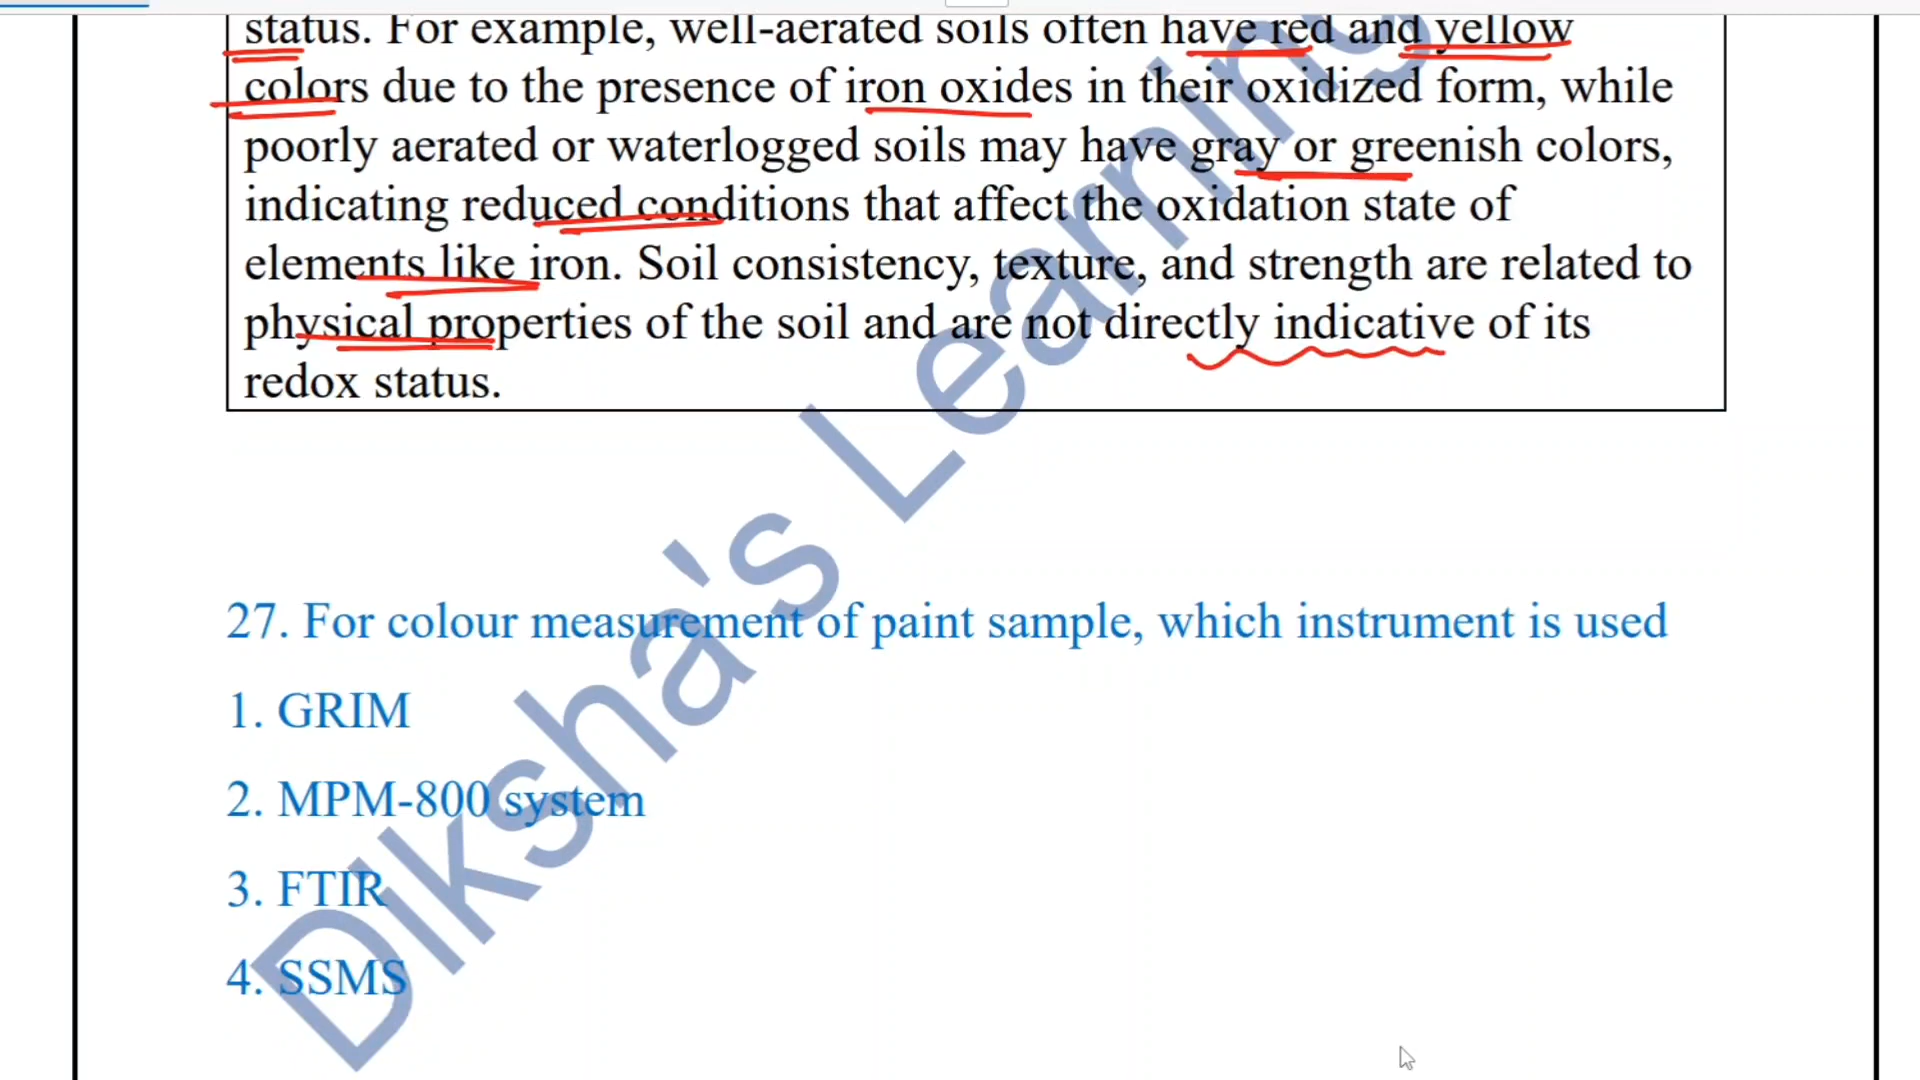 status. For example, well-aerated soils often have red and yellow
colors due to the presence of iron oxides in their oxidized form, while
poorly aerated or waterlogged soils may have gray or greenish colors,
indicating reduced conditions that affect the oxidation state of
elements like iron. Soil consistency, texture, and strength are related to
physical properties of the soil and are not directly indicative of its
redox status.
Diksha's Learning
27. For colour measurement of paint sample, which instrument is used
1. GRIM
2. MPM-800 system
3. FTIR
4. SSMS